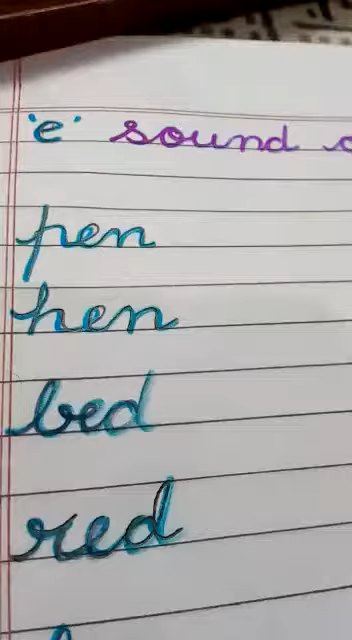 'e' sound
pen
hen
bed
red